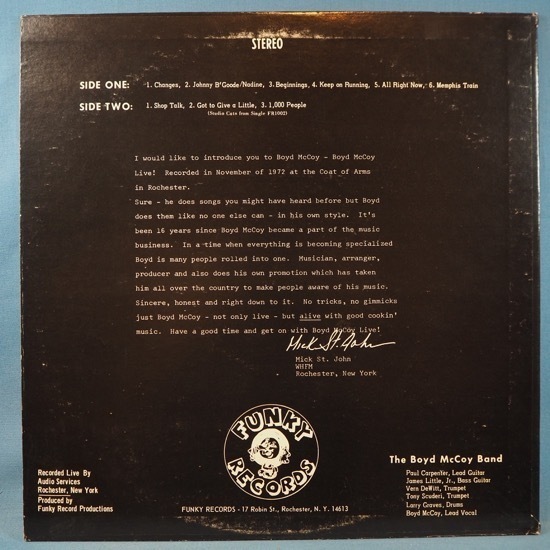 STEREO
SIDE ONE: 1. Changes, 2. Johnny B'Goode/Nadine, 3. Beginnings, 4. Keep on Running, 5. All Right Now, 6. Memphis Train
SIDE TWO: 1. Shop Talk, 2. Got to Give a Little, 3. 1,000 People
(Studio Cuts from Single FR1002)
I would like to introduce you to Boyd McCoy - Boyd McCoy
Live! Recorded in November of 1972 at the Coat of Arms
in Rochester.
Sure - he does songs you might have heard before but Boyd
does them like no one else can - in his own style. It's
been 16 years since Boyd McCoy became a part of the music
business. In a time when everything is becoming specialized
Boyd is many people rolled into one. Musician, arranger,
producer and also does his own promotion which has taken
him all over the country to make people aware of his music.
Sincere, honest and right down to it. No tricks, no gimmicks
just Boyd McCoy - not only live - but alive with good cookin'
music. Have a good time and get on with Boyd McCoy Live!
Mick St. John
Mick St. John
WHFM
Rochester, New York
FUNKY
RECORDS
FUNKY RECORDS - 17 Robin St., Rochester, N. Y. 14613
Recorded Live By
Audio Services
Rochester, New York
Produced by
Funky Record Productions
The Boyd McCoy Band
Paul Carpenter, Lead Guitar
James Little, Jr., Bass Guitar
Vern DeWitt, Trumpet
Tony Scuderi, Trumpet
Larry Graves, Drums
Boyd McCoy, Lead Vocal